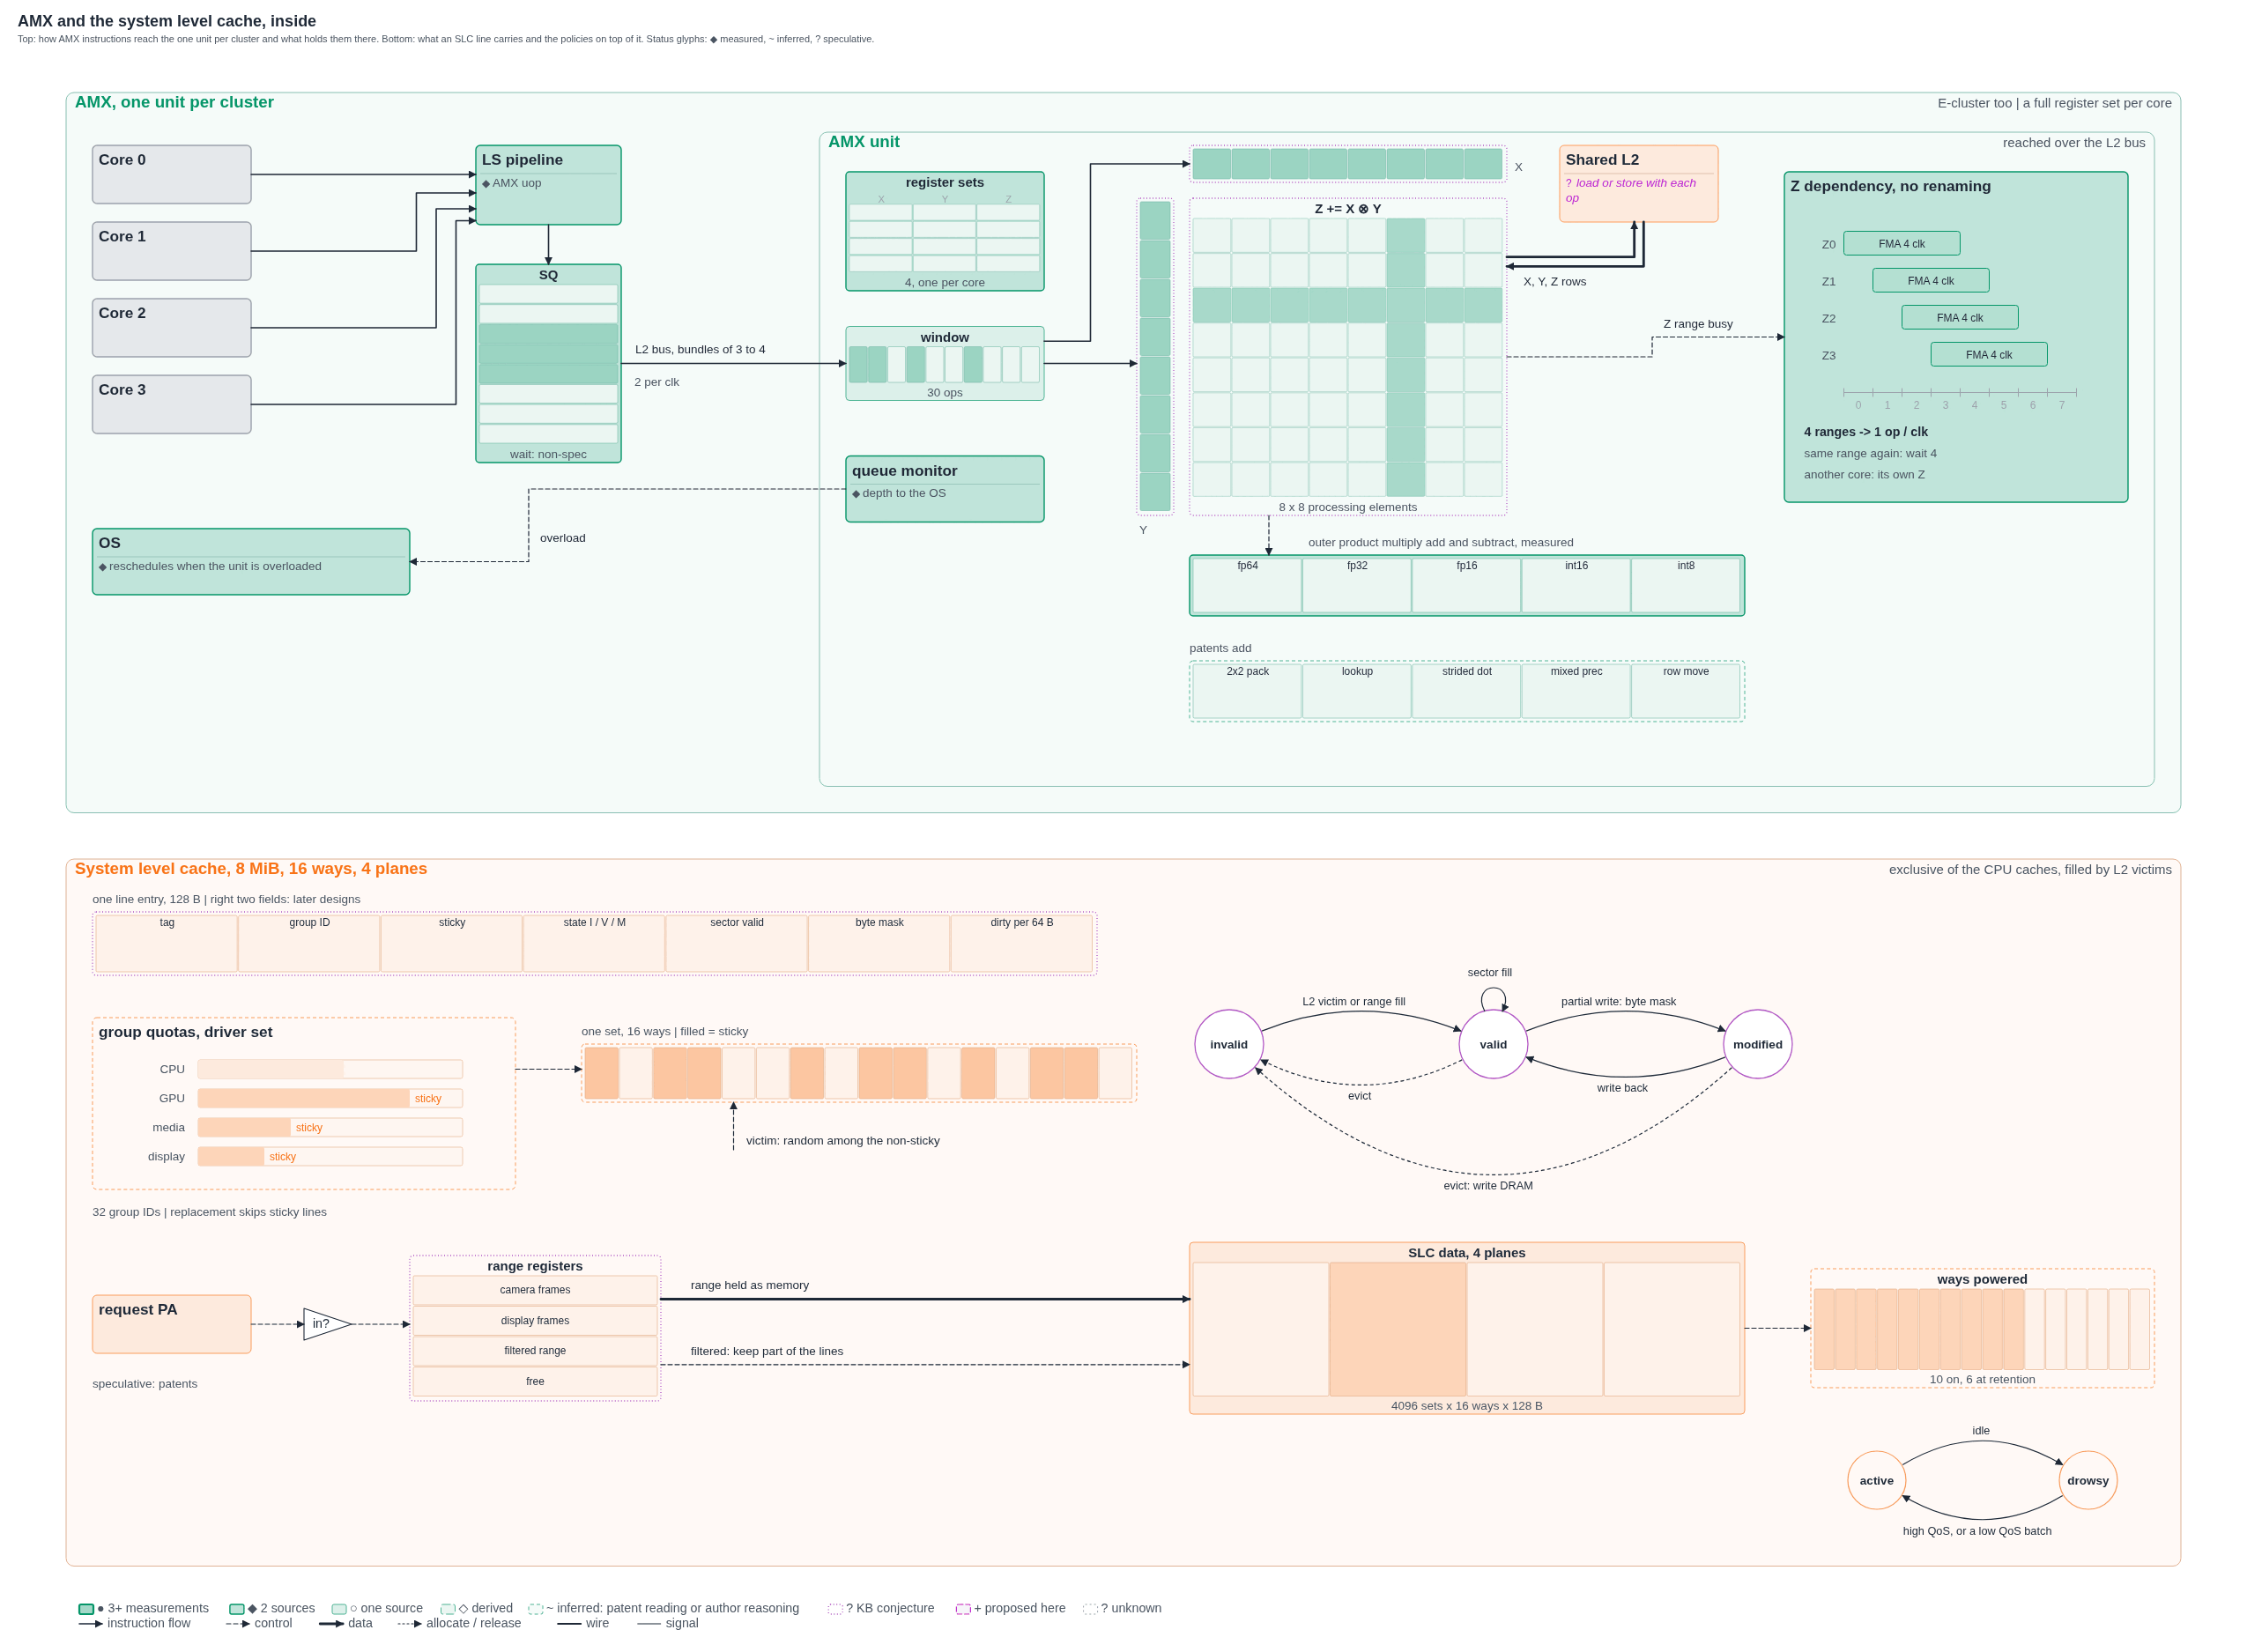 AMX and the system level cache, inside
Top: how AMX instructions reach the one unit per cluster and what holds them there. Bottom: what an SLC line carries and the policies on top of it. Status glyphs: ◆ measured, ~ inferred, ? speculative.
AMX, one unit per cluster
E-cluster too | a full register set per core
Core 0
Core 1
Core 2
Core 3
LS pipeline
◆ AMX uop
SQ
wait: non-spec
L2 bus, bundles of 3 to 4
2 per clk
OS
◆ reschedules when the unit is overloaded
overload
AMX unit
reached over the L2 bus
register sets
X Y Z
4, one per core
window
30 ops
queue monitor
◆ depth to the OS
X
Y
Z += X ⊗ Y
8 x 8 processing elements
Shared L2
? load or store with each
op
X, Y, Z rows
Z range busy
Z dependency, no renaming
Z0 FMA 4 clk
Z1 FMA 4 clk
Z2 FMA 4 clk
Z3 FMA 4 clk
0 1 2 3 4 5 6 7
4 ranges -> 1 op / clk
same range again: wait 4
another core: its own Z
outer product multiply add and subtract, measured
fp64 fp32 fp16 int16 int8
patents add
2x2 pack lookup strided dot mixed prec row move
System level cache, 8 MiB, 16 ways, 4 planes
exclusive of the CPU caches, filled by L2 victims
one line entry, 128 B | right two fields: later designs
tag group ID sticky state I / V / M sector valid byte mask dirty per 64 B
group quotas, driver set
CPU
GPU sticky
media sticky
display sticky
32 group IDs | replacement skips sticky lines
one set, 16 ways | filled = sticky
victim: random among the non-sticky
sector fill
L2 victim or range fill
partial write: byte mask
invalid
valid
modified
evict
write back
evict: write DRAM
request PA
in?
speculative: patents
range registers
camera frames
display frames
filtered range
free
range held as memory
filtered: keep part of the lines
SLC data, 4 planes
4096 sets x 16 ways x 128 B
ways powered
10 on, 6 at retention
idle
active
drowsy
high QoS, or a low QoS batch
● 3+ measurements ◆ 2 sources ○ one source ◇ derived ~ inferred: patent reading or author reasoning ? KB conjecture + proposed here ? unknown
instruction flow control data allocate / release wire signal